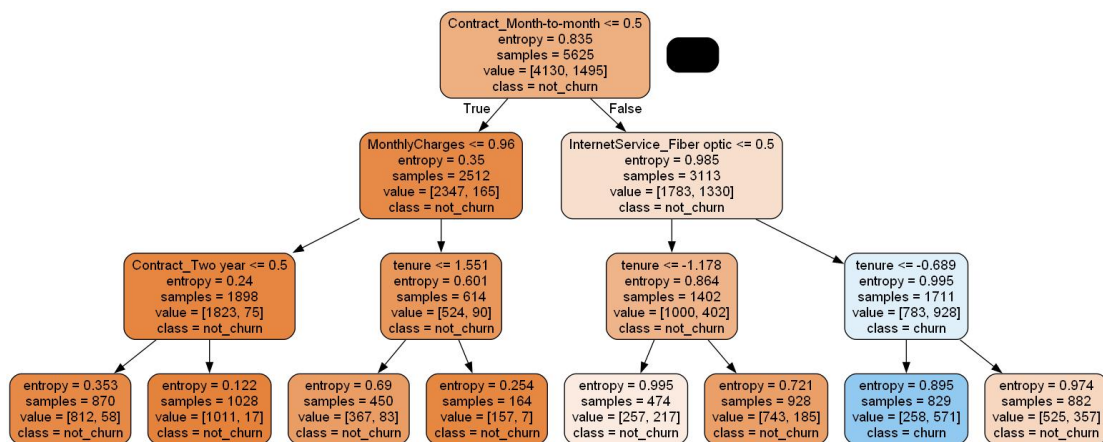 Contract_Month-to-month <= 0.5
entropy = 0.835
samples = 5625
value = [4130, 1495]
class = not_churn
True
False
MonthlyCharges <= 0.96
entropy = 0.35
samples = 2512
value = [2347, 165]
class = not_churn
InternetService_Fiber optic <= 0.5
entropy = 0.985
samples = 3113
value = [1783, 1330]
class = not_churn
Contract_Two year <= 0.5
entropy = 0.24
samples = 1898
value = [1823, 75]
class = not_churn
tenure <= 1.551
entropy = 0.601
samples = 614
value = [524, 90]
class = not_churn
tenure <= -1.178
entropy = 0.864
samples = 1402
value = [1000, 402]
class = not_churn
tenure <= -0.689
entropy = 0.995
samples = 1711
value = [783, 928]
class = churn
entropy = 0.353
samples = 870
value = [812, 58]
class = not_churn
entropy = 0.122
samples = 1028
value = [1011, 17]
class = not_churn
entropy = 0.69
samples = 450
value = [367, 83]
class = not_churn
entropy = 0.254
samples = 164
value = [157, 7]
class = not_churn
entropy = 0.995
samples = 474
value = [257, 217]
class = not_churn
entropy = 0.721
samples = 928
value = [743, 185]
class = not_churn
entropy = 0.895
samples = 829
value = [258, 571]
class = churn
entropy = 0.974
samples = 882
value = [525, 357]
class = not_churn